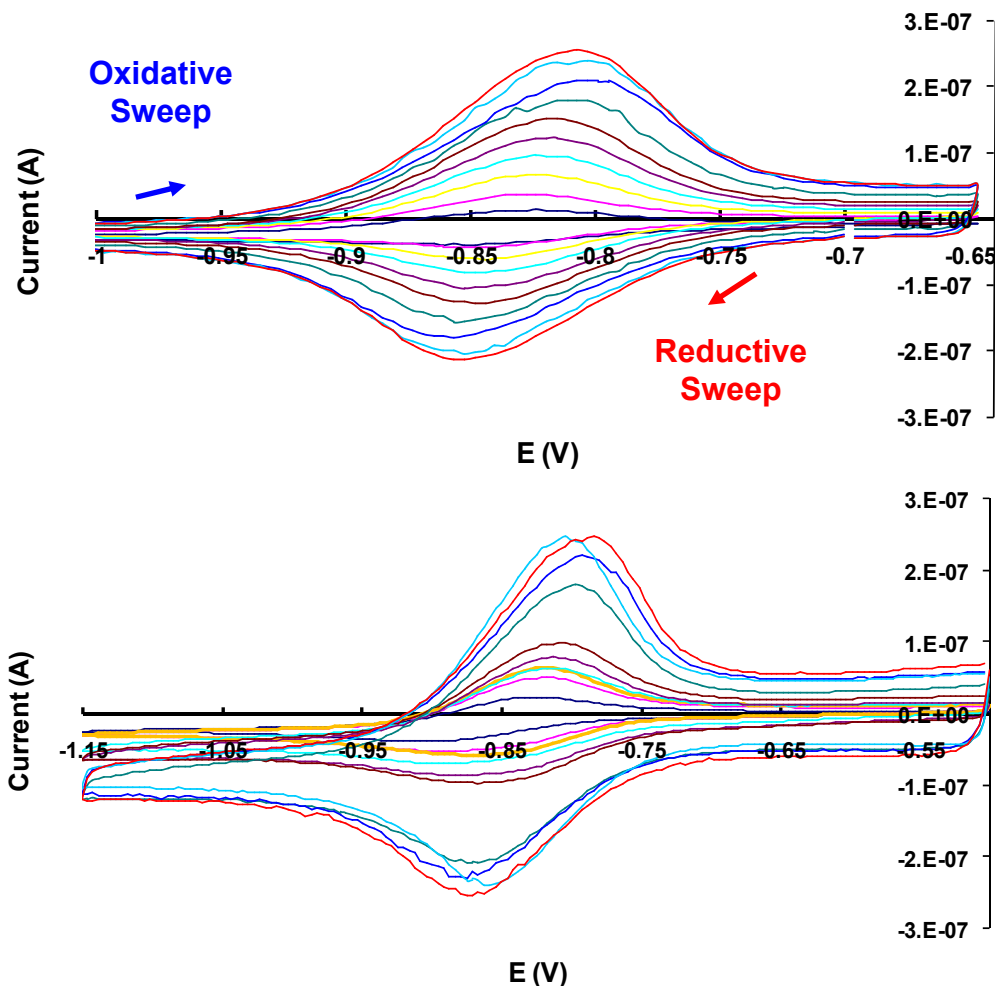 3.E-07
Oxidative
Sweep
2.E-07
1.E-07
Current (A)
0.E+00
-1
-0.95
-0.9
-0.85
-0.8
-0.75
-0.7
-0.65
-1.E-07
Reductive
Sweep
-2.E-07
-3.E-07
E (V)
3.E-07
2.E-07
1.E-07
Current (A)
0.E+00
-1.15
-1.05
-0.95
-0.85
-0.75
-0.65
-0.55
-1.E-07
-2.E-07
-3.E-07
E (V)